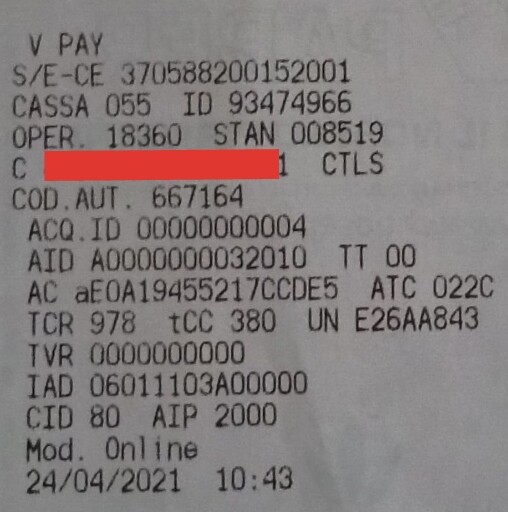 V PAY
S/E-CE 370588200152001
CASSA 055 ID 93474966
OPER. 18360 STAN 008519
C 1 CTLS
COD.AUT. 667164
ACQ.ID 00000000004
AID A0000000032010 TT 00
AC aE0A19455217CCDE5 ATC 022C
TCR 978 tCC 380 UN E26AA843
TVR 0000000000
IAD 06011103A00000
CID 80 AIP 2000
Mod. Online
24/04/2021 10:43